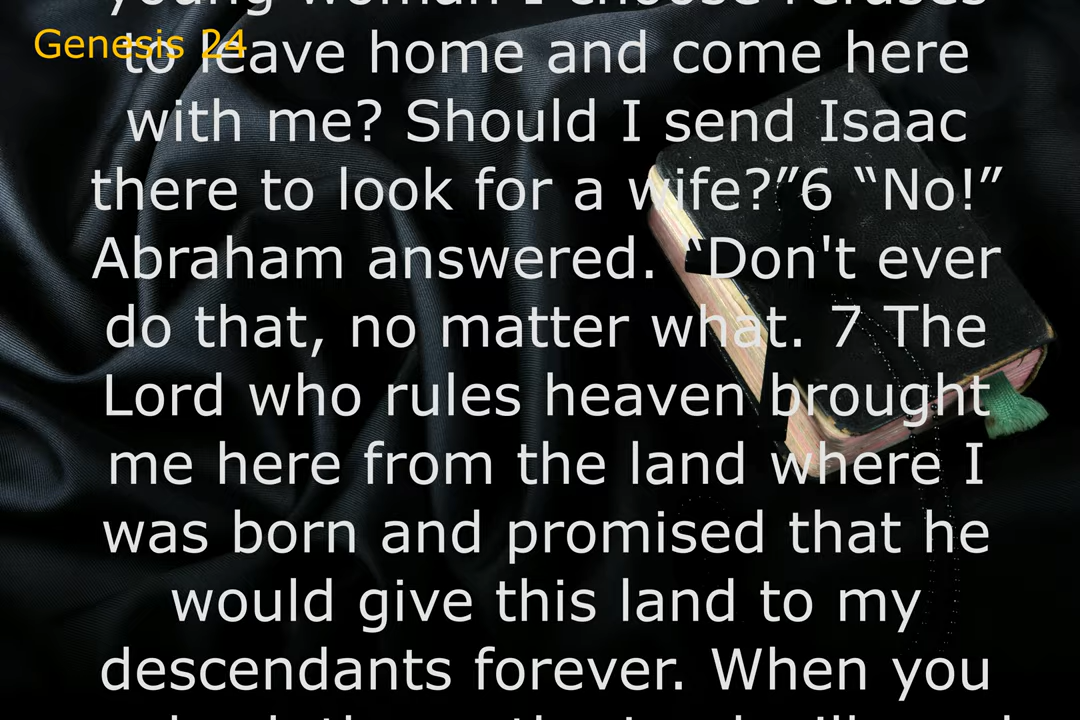 young woman I choose refuses
Genesis 24
to leave home and come here
with me? Should I send Isaac
there to look for a wife?”6 “No!”
Abraham answered. “Don't ever
do that, no matter what. 7 The
Lord who rules heaven brought
me here from the land where I
was born and promised that he
would give this land to my
descendants forever. When you